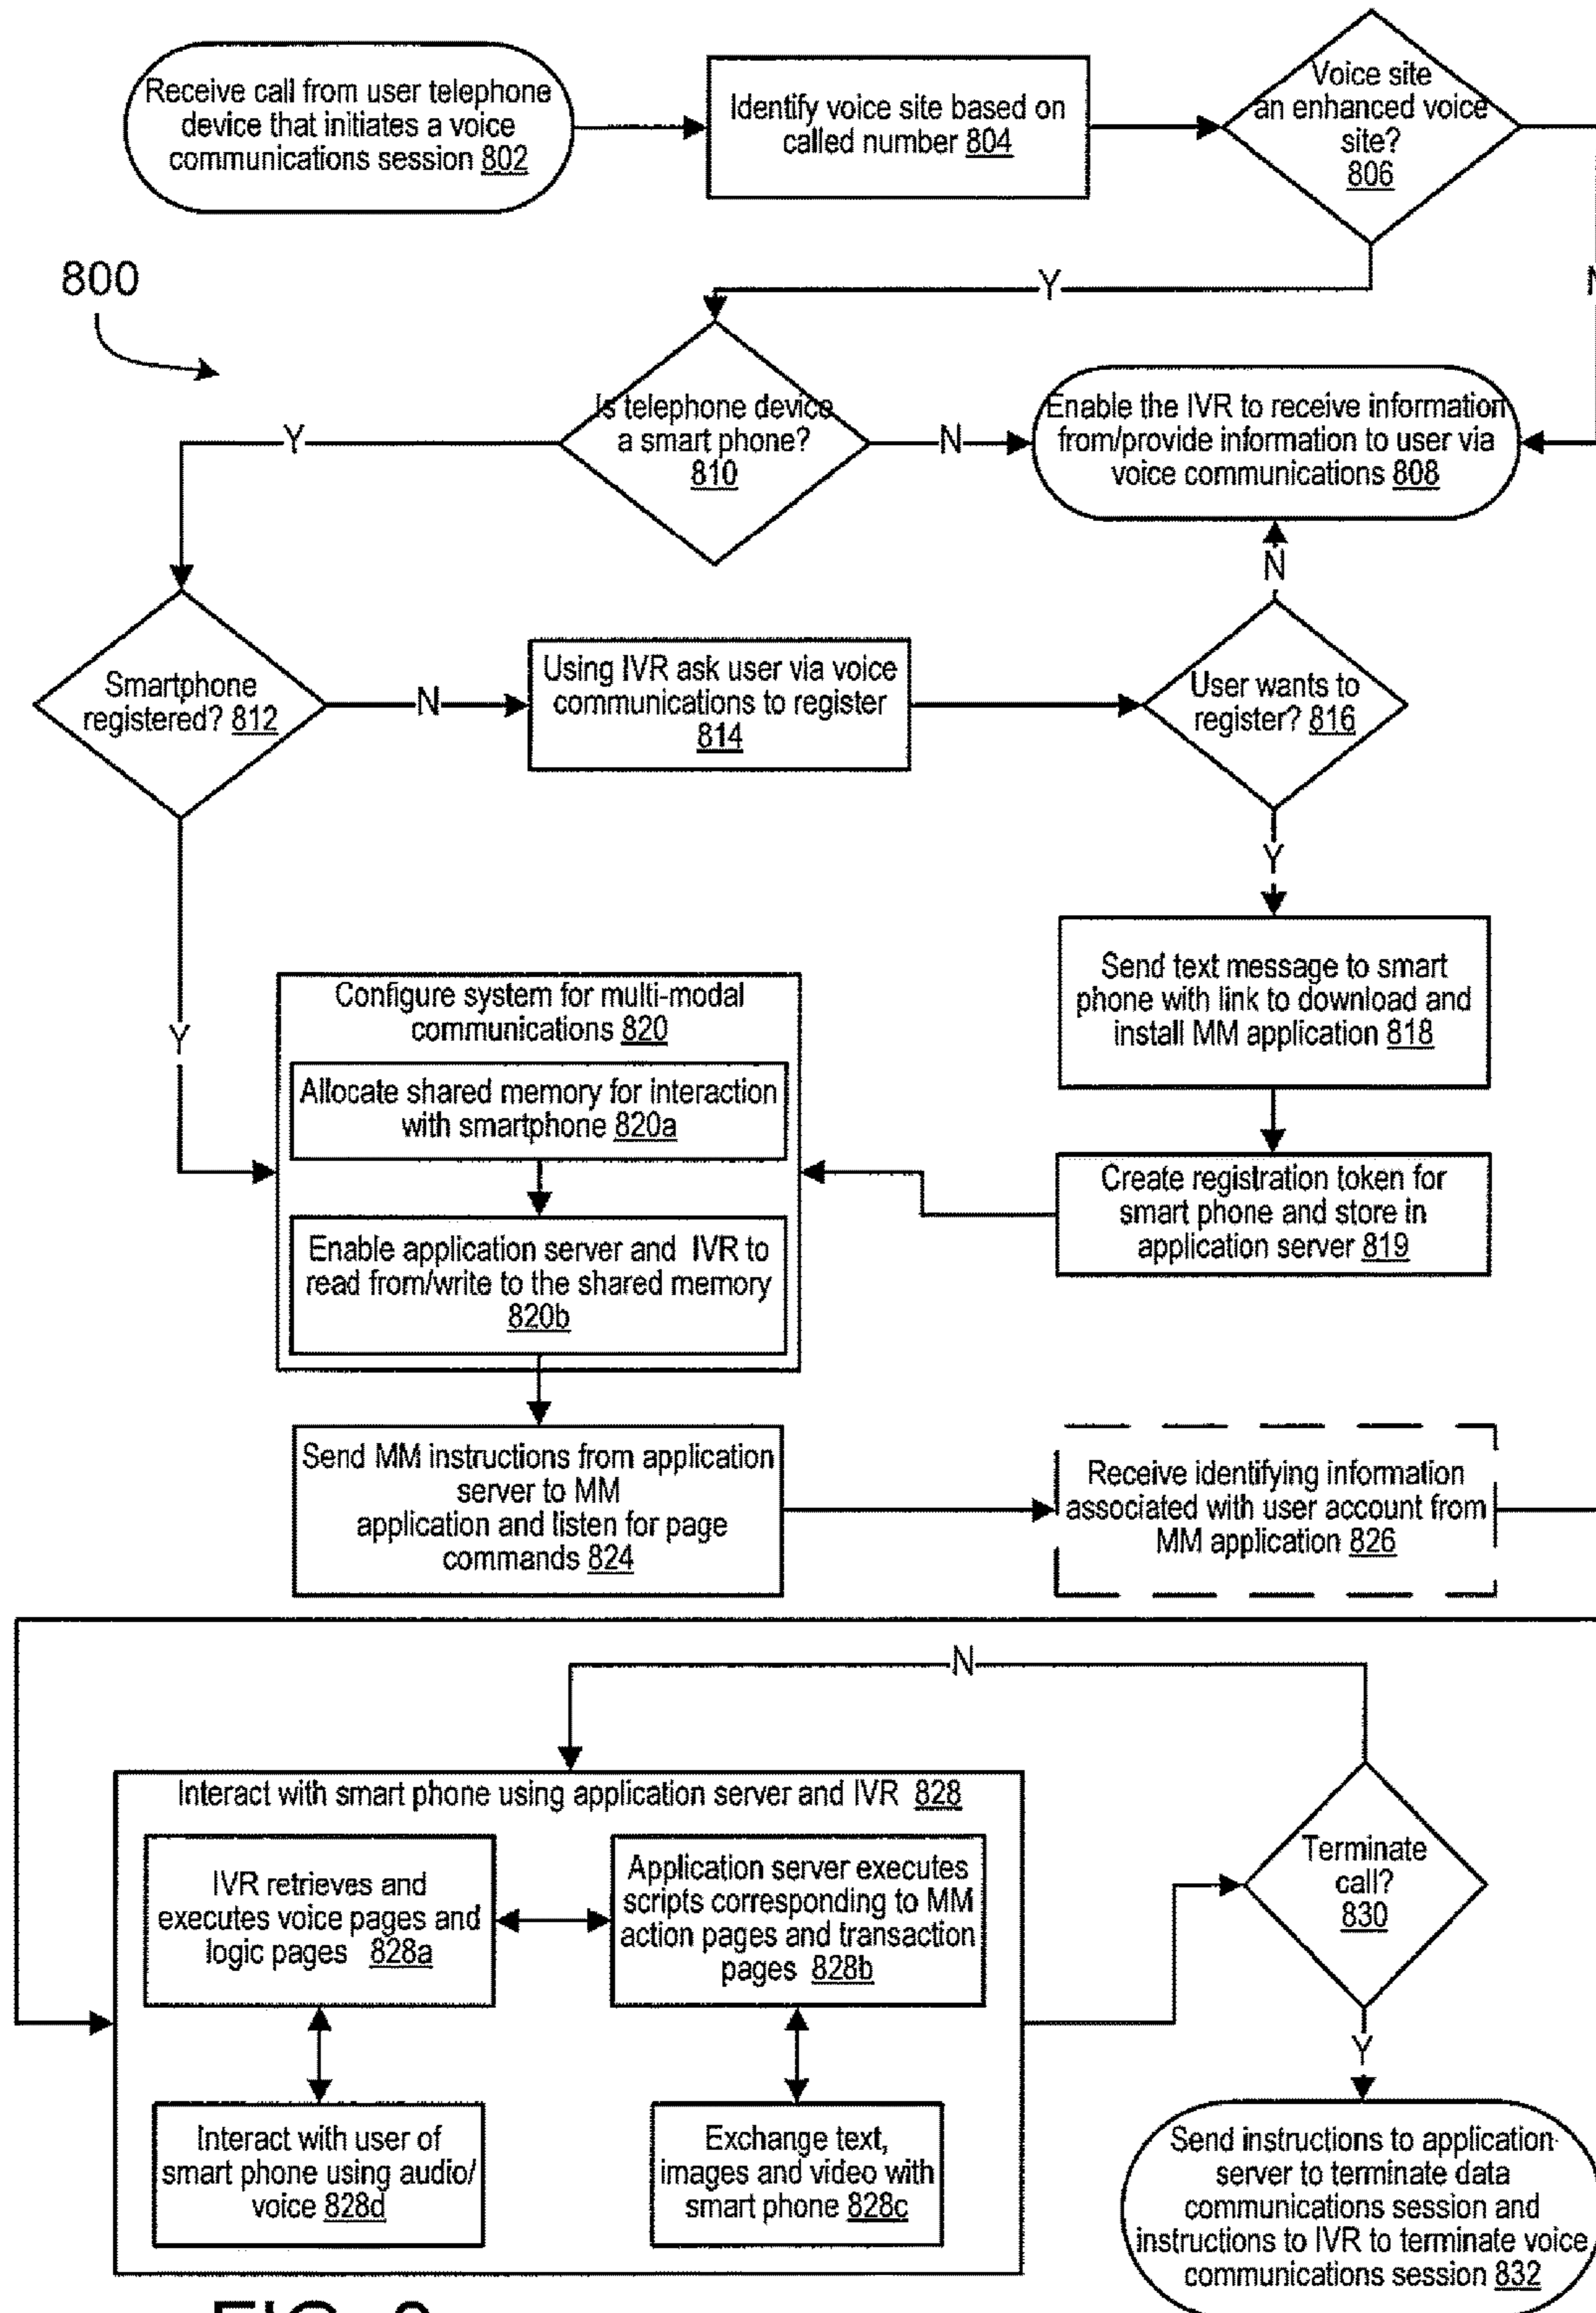 Receive call from user telephone
device that initiates a voice
communications session 802
Identify voice site based on
called number 804
Voice site
an enhanced voice
site?
806
N
800
Y
Is telephone device
a smart phone?
810
Y
N
Enable the IVR to receive information
from/provide information to user via
voice communications 808
N
Smartphone
registered? 812
N
Using IVR ask user via voice
communications to register
814
User wants to
register? 816
Y
Send text message to smart
phone with link to download and
install MM application 818
Y
Configure system for multi-modal
communications 820
Allocate shared memory for interaction
with smartphone 820a
Enable application server and IVR to
read from/write to the shared memory
820b
Create registration token for
smart phone and store in
application server 819
Send MM instructions from application
server to MM
application and listen for page
commands 824
Receive identifying information
associated with user account from
MM application 826
N
Interact with smart phone using application server and IVR 828
IVR retrieves and
executes voice pages and
logic pages 828a
Application server executes
scripts corresponding to MM
action pages and transaction
pages 828b
Interact with user of
smart phone using audio/
voice 828d
Exchange text,
images and video with
smart phone 828c
Terminate
call?
830
Y
Send instructions to application
server to terminate data
communications session and
instructions to IVR to terminate voice
communications session 832